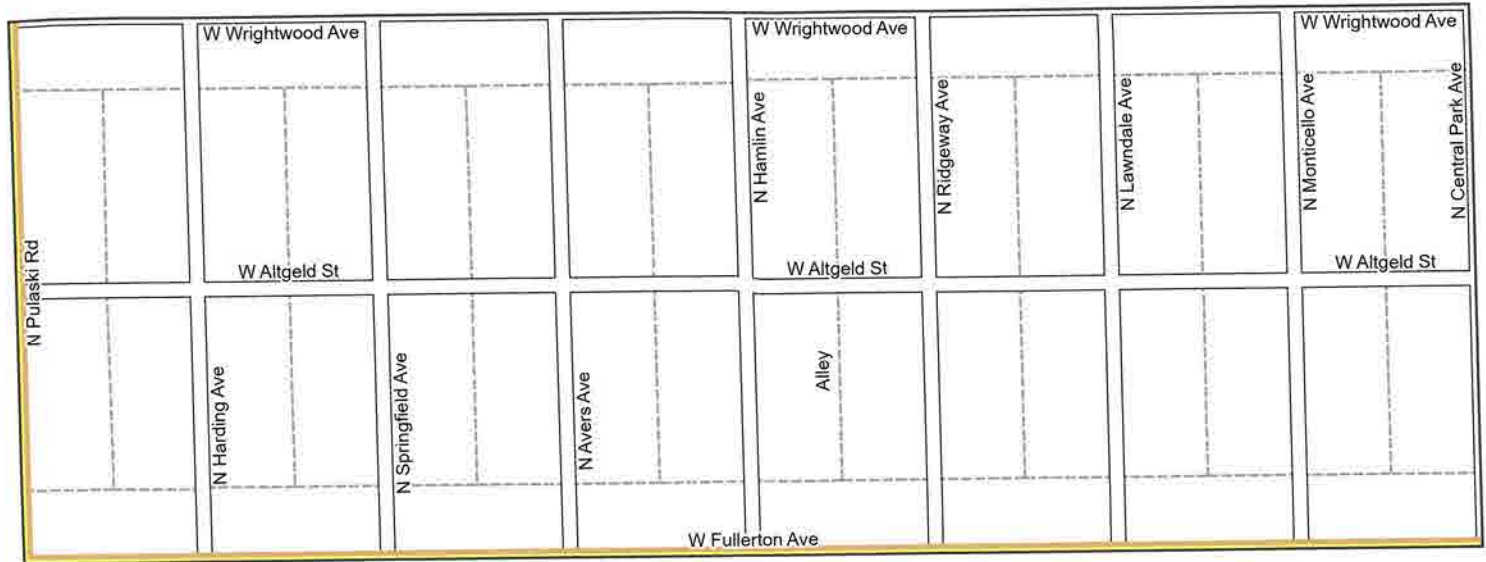 W Wrightwood Ave
W Wrightwood Ave
W Wrightwood Ave
N Hamlin Ave
N Ridgeway Ave
N Lawndale Ave
N Monticello Ave
N Central Park Ave
N Pulaski Rd
W Altgeld St
W Altgeld St
W Altgeld St
N Harding Ave
N Springfield Ave
N Avers Ave
Alley
W Fullerton Ave